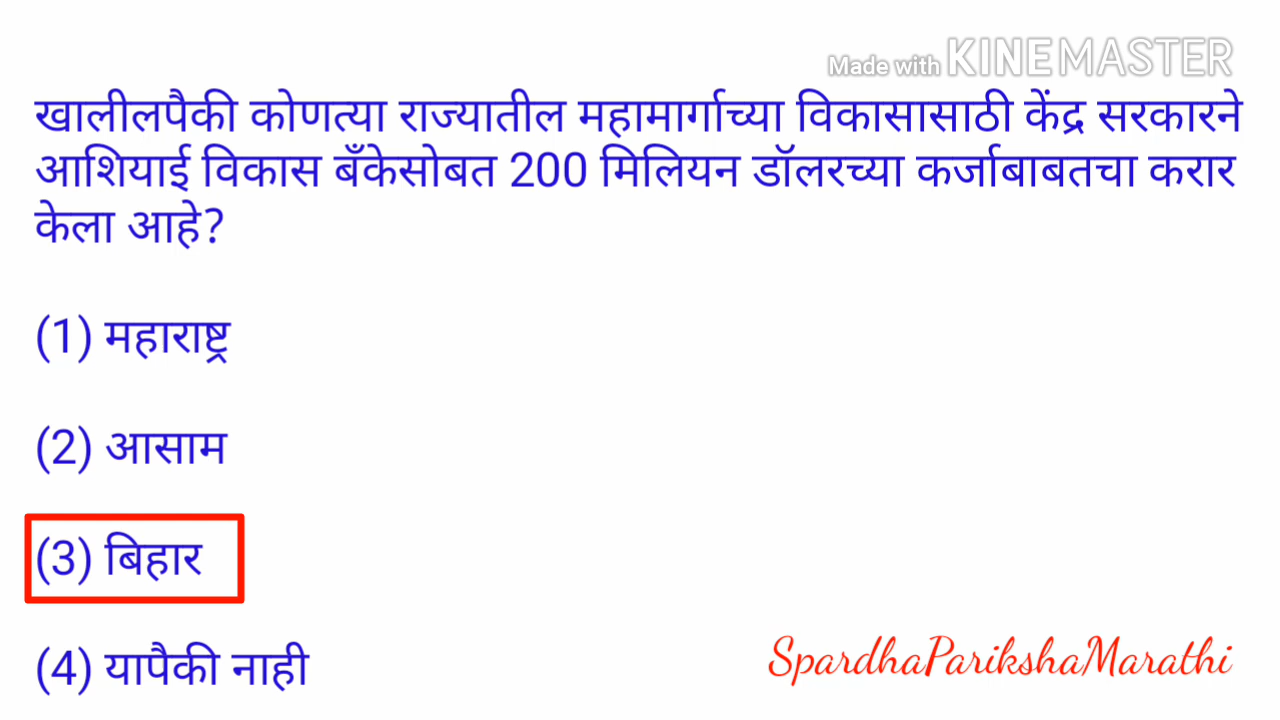 Made with KINEMASTER
खालीलपैकी कोणत्या राज्यातील महामार्गाच्या विकासासाठी केंद्र सरकारने
आशियाई विकास बँकेसोबत 200 मिलियन डॉलरच्या कर्जाबाबतचा करार
केला आहे?
(1) महाराष्ट्र
(2) आसाम
(3) बिहार
(4) यापैकी नाही
SpardhaParikshaMarathi